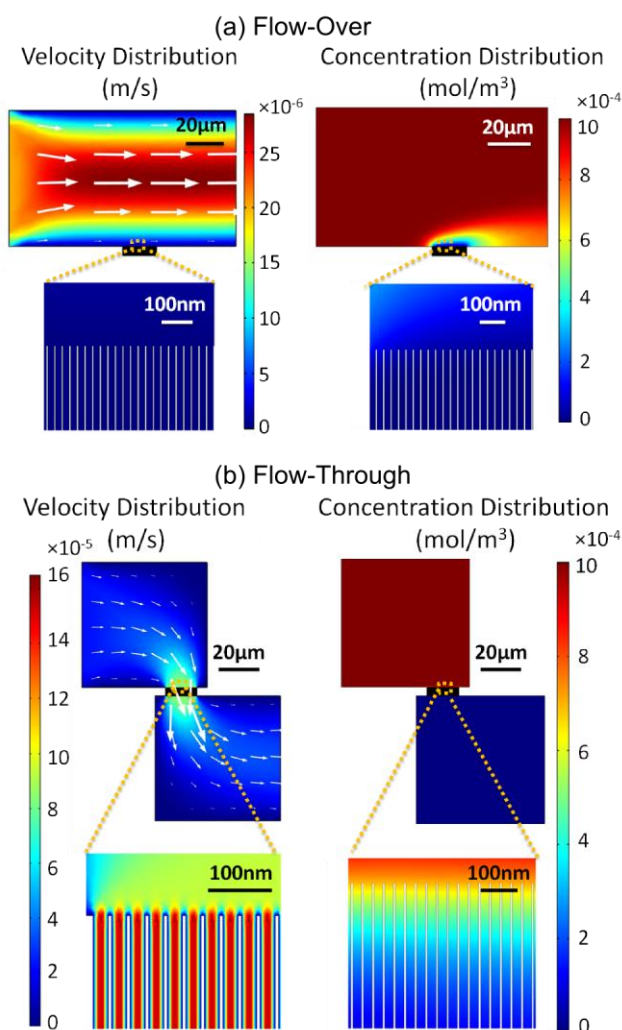 (a) Flow-Over
Velocity Distribution
(m/s)
Concentration Distribution
(mol/m³)
×10⁻⁶
20µm
25
20
15
10
5
0
100nm
×10⁻⁴
20µm
10
8
6
4
2
0
100nm
(b) Flow-Through
Velocity Distribution
(m/s)
Concentration Distribution
(mol/m³)
×10⁻⁵
16
14
12
10
8
6
4
2
0
20µm
100nm
×10⁻⁴
10
8
6
4
2
0
20µm
100nm